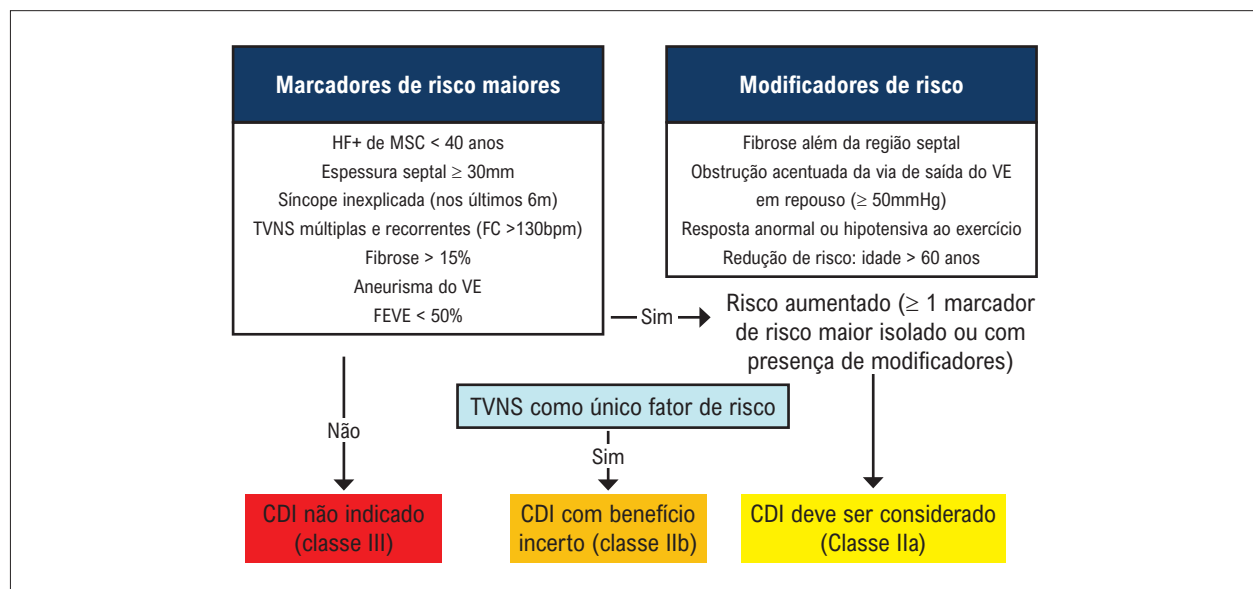 Marcadores de risco maiores
HF+ de MSC < 40 anos
Espessura septal ≥ 30mm
Síncope inexplicada (nos últimos 6m)
TVNS múltiplas e recorrentes (FC >130bpm)
Fibrose > 15%
Aneurisma do VE
FEVE < 50%
Modificadores de risco
Fibrose além da região septal
Obstrução acentuada da via de saída do VE
em repouso (≥ 50mmHg)
Resposta anormal ou hipotensiva ao exercício
Redução de risco: idade > 60 anos
Sim
Risco aumentado (≥ 1 marcador
de risco maior isolado ou com
presença de modificadores)
TVNS como único fator de risco
Não
Sim
CDI não indicado
(classe III)
CDI com benefício
incerto (classe IIb)
CDI deve ser considerado
(Classe IIa)